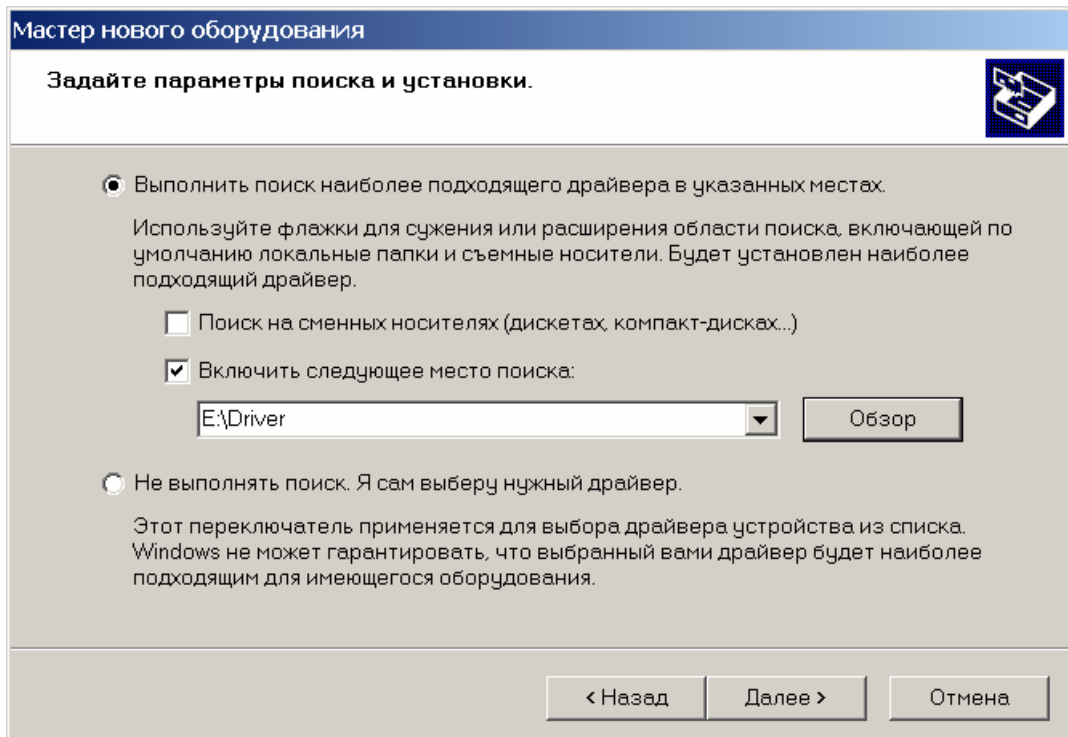 Мастер нового оборудования
Задайте параметры поиска и установки.
Выполнить поиск наиболее подходящего драйвера в указанных местах.
Используйте флажки для сужения или расширения области поиска, включающей по
умолчанию локальные папки и съемные носители. Будет установлен наиболее
подходящий драйвер.
Поиск на сменных носителях (дискетах, компакт-дисках...)
Включить следующее место поиска:
E:\Driver
Обзор
Не выполнять поиск. Я сам выберу нужный драйвер.
Этот переключатель применяется для выбора драйвера устройства из списка.
Windows не может гарантировать, что выбранный вами драйвер будет наиболее
подходящим для имеющегося оборудования.
< Назад Далее > Отмена